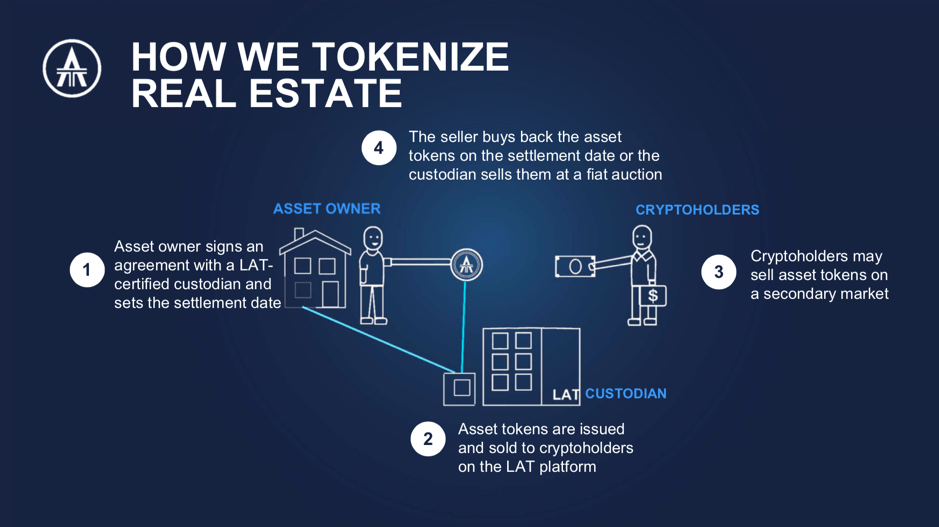 HOW WE TOKENIZE
REAL ESTATE
4
The seller buys back the asset
tokens on the settlement date or the
custodian sells them at a fiat auction
ASSET OWNER
CRYPTOHOLDERS
1
Asset owner signs an
agreement with a LAT-
certified custodian and
sets the settlement date
3
Cryptoholders may
sell asset tokens on
a secondary market
$
LAT CUSTODIAN
2
Asset tokens are issued
and sold to cryptoholders
on the LAT platform